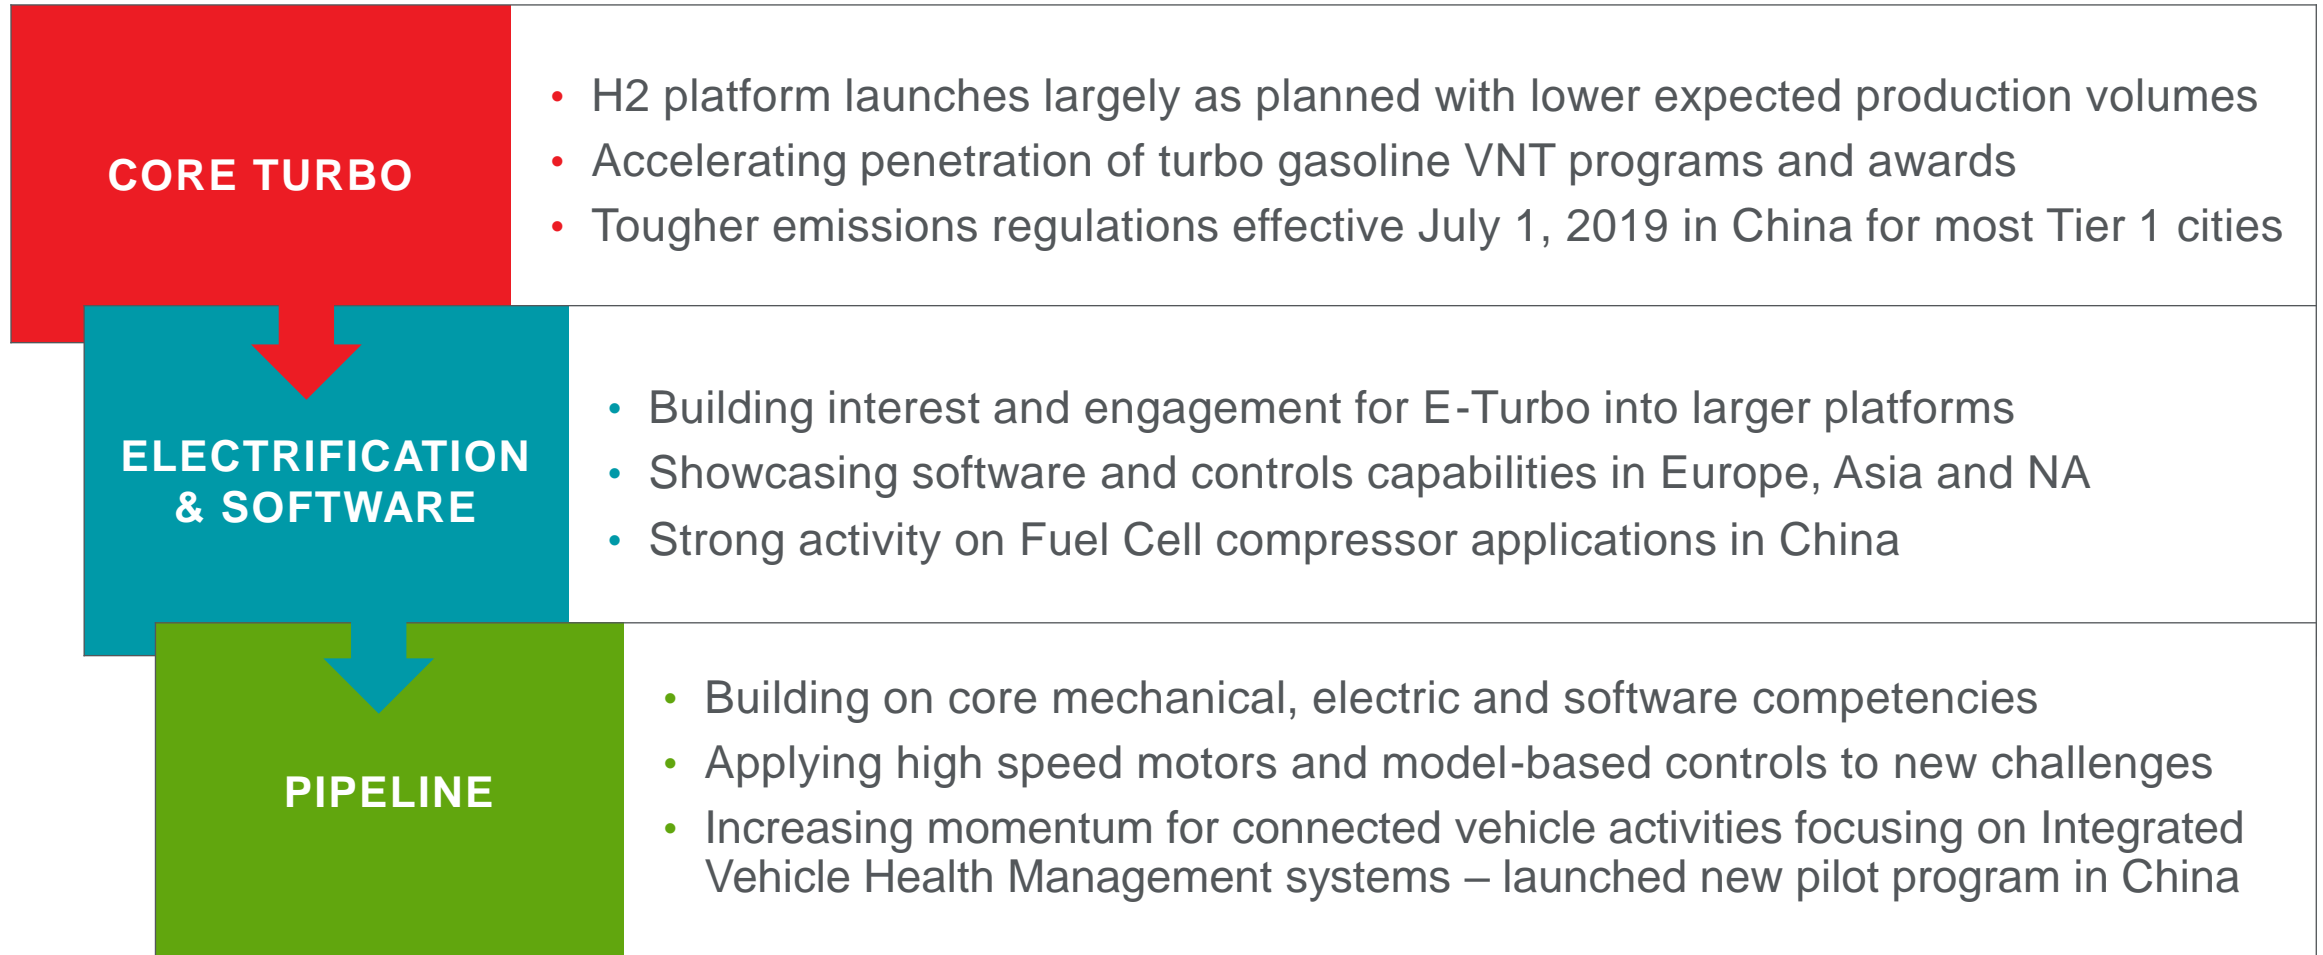 CORE TURBO
• H2 platform launches largely as planned with lower expected production volumes
• Accelerating penetration of turbo gasoline VNT programs and awards
• Tougher emissions regulations effective July 1, 2019 in China for most Tier 1 cities
ELECTRIFICATION
& SOFTWARE
• Building interest and engagement for E-Turbo into larger platforms
• Showcasing software and controls capabilities in Europe, Asia and NA
• Strong activity on Fuel Cell compressor applications in China
PIPELINE
• Building on core mechanical, electric and software competencies
• Applying high speed motors and model-based controls to new challenges
• Increasing momentum for connected vehicle activities focusing on Integrated
Vehicle Health Management systems – launched new pilot program in China